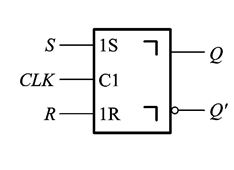 S 1S Q
CLK C1
R 1R Q'